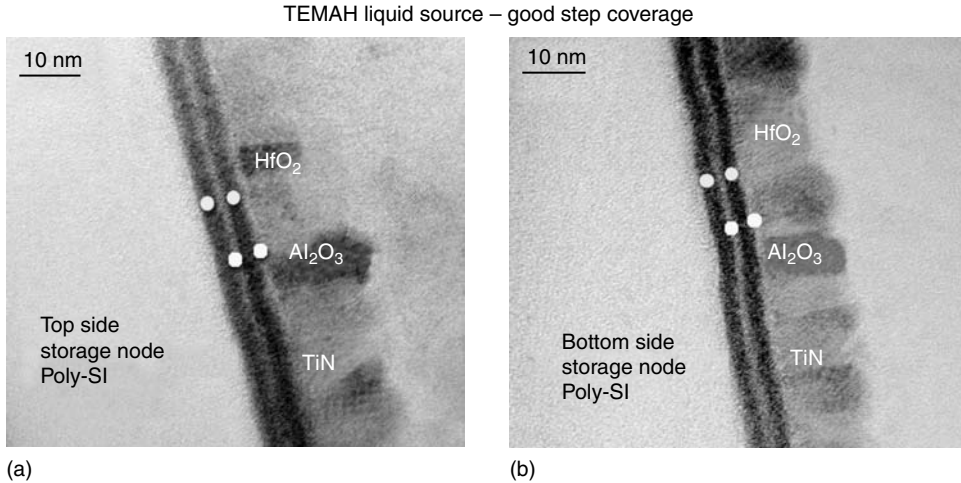 TEMAH liquid source – good step coverage
10 nm
HfO₂
Al₂O₃
TiN
Top side
storage node
Poly-SI
(a)
10 nm
HfO₂
Al₂O₃
TiN
Bottom side
storage node
Poly-SI
(b)